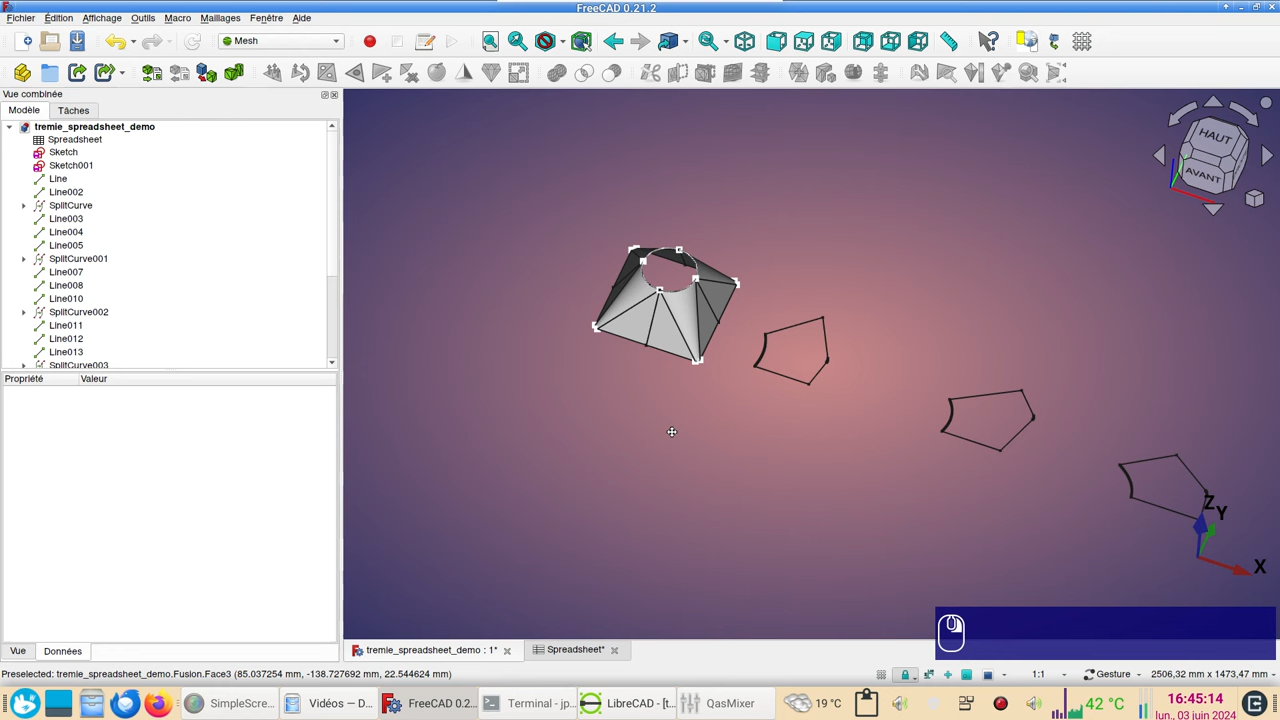 FreeCAD 0.21.2
Fichier Édition Affichage Outils Macro Maillages Fenêtre Aide
Mesh
Vue combinée
Modèle Tâches
tremie_spreadsheet_demo
Spreadsheet
Sketch
Sketch001
Line
Line002
SplitCurve
Line003
Line004
Line005
SplitCurve001
Line007
Line008
Line010
SplitCurve002
Line011
Line012
Line013
SplitCurve003
Propriété Valeur
HAUT
AVANT
Z
Y
X
Vue Données
tremie_spreadsheet_demo : 1*
Spreadsheet*
Preselected: tremie_spreadsheet_demo.Fusion.Face3 (85.037254 mm, -138.727692 mm, 22.544624 mm)
1:1
Gesture
2506,32 mm x 1473,47 mm
SimpleScre...
Vidéos — D...
FreeCAD 0.2...
Terminal - jp...
LibreCAD - [t...
QasMixer
19 °C
42 °C
16:45:14
lun., 03 juin 2024